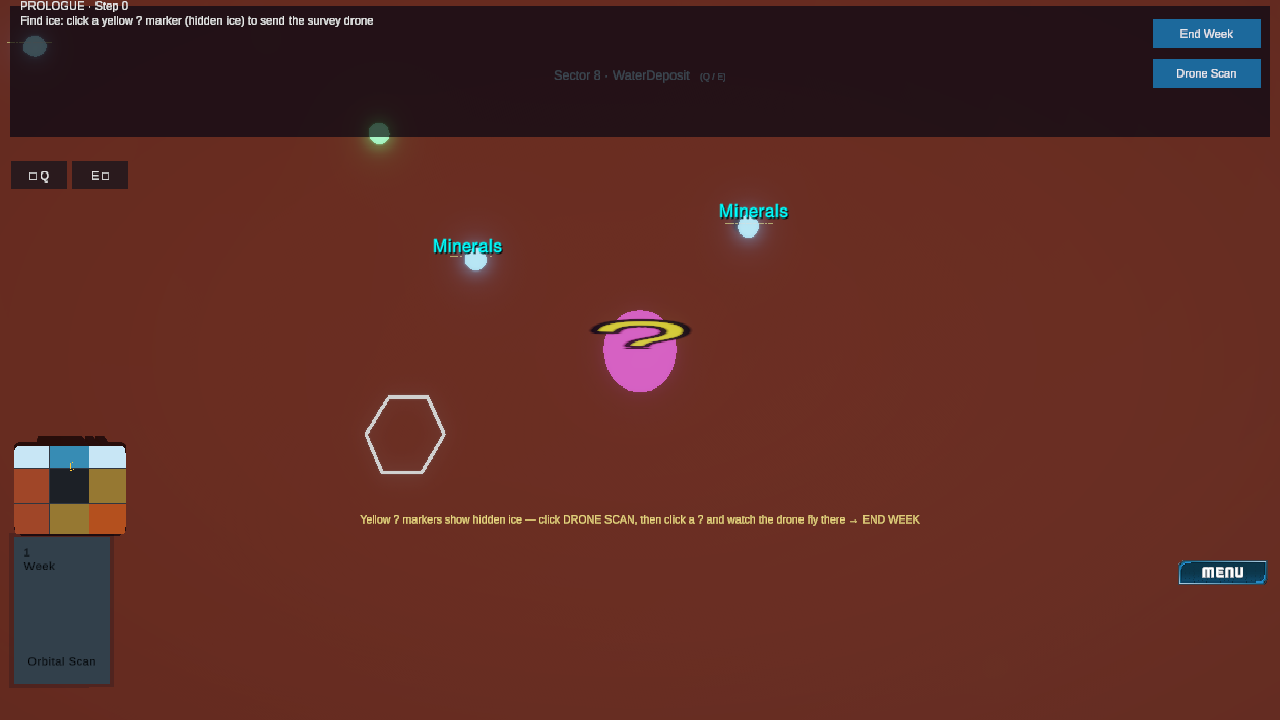 PROLOGUE · Step 0
Find ice: click a yellow ? marker (hidden ice) to send the survey drone
End Week
Sector 8 · WaterDeposit (Q / E)
Drone Scan
□ Q
E □
Minerals
Minerals
?
Yellow ? markers show hidden ice — click DRONE SCAN, then click a ? and watch the drone fly there → END WEEK
1
Week
MENU
Orbital Scan